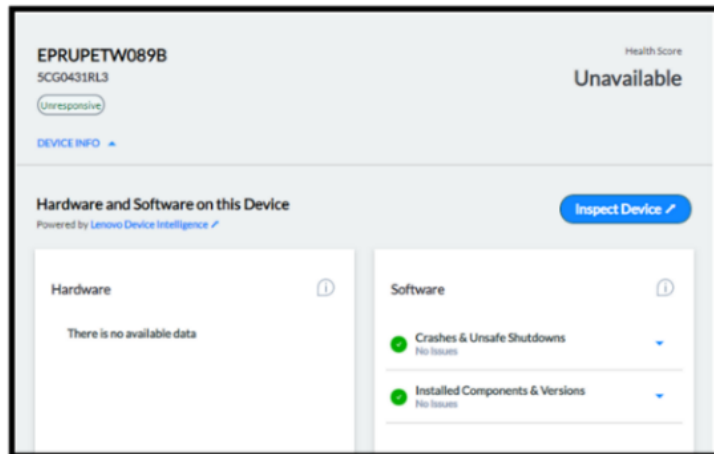 EPRUPETW089B
5CG0431RL3
Unresponsive
DEVICE INFO
Health Score
Unavailable
Hardware and Software on this Device
Powered by Lenovo Device Intelligence
Inspect Device
Hardware
There is no available data
Software
Crashes & Unsafe Shutdowns
No Issues
Installed Components & Versions
No Issues